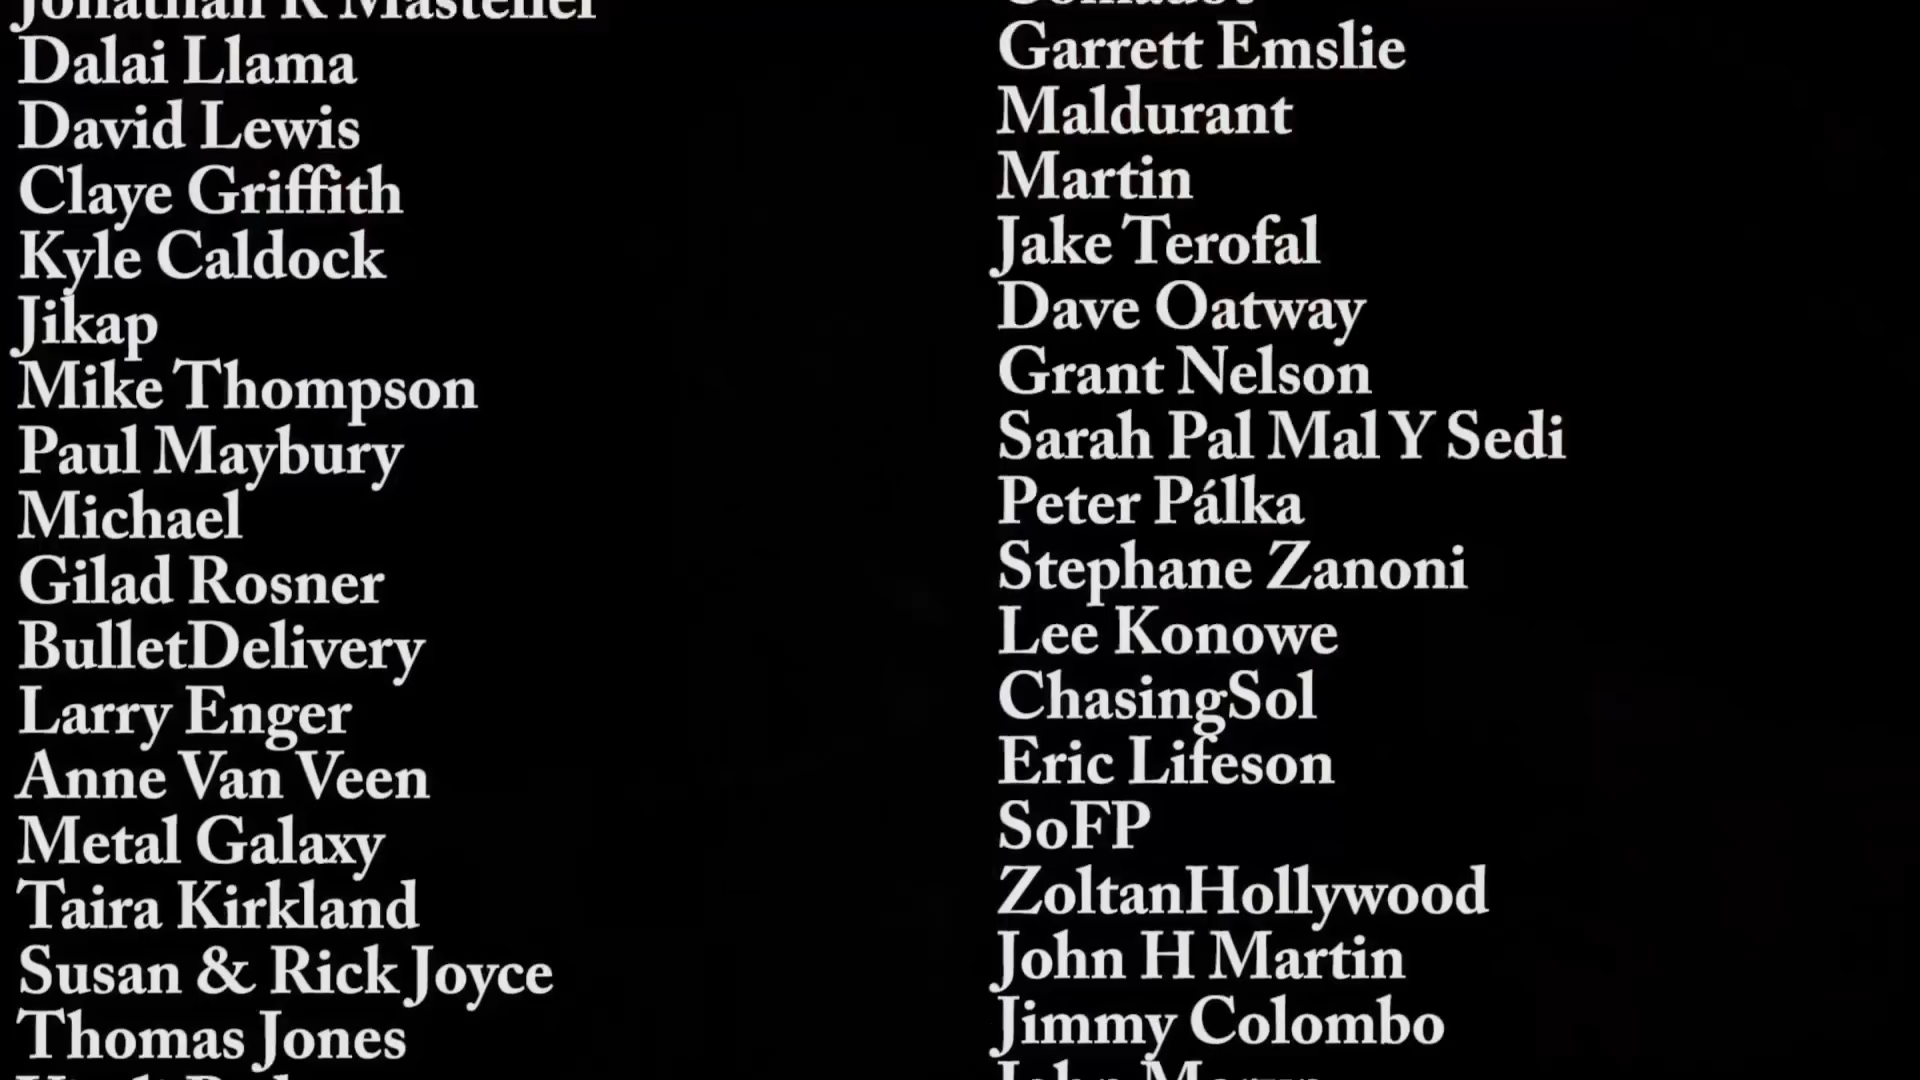 Jonathan R Masteller
Dalai Llama
David Lewis
Claye Griffith
Kyle Caldock
Jikap
Mike Thompson
Paul Maybury
Michael
Gilad Rosner
BulletDelivery
Larry Enger
Anne Van Veen
Metal Galaxy
Taira Kirkland
Susan & Rick Joyce
Thomas Jones
Garrett Emslie
Maldurant
Martin
Jake Terofal
Dave Oatway
Grant Nelson
Sarah Pal Mal Y Sedi
Peter Pálka
Stephane Zanoni
Lee Konowe
ChasingSol
Eric Lifeson
SoFP
ZoltanHollywood
John H Martin
Jimmy Colombo
John